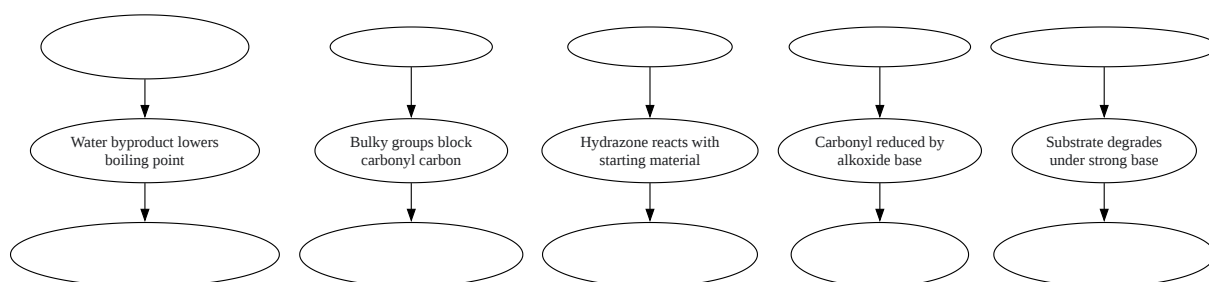 Water byproduct lowers
boiling point
Bulky groups block
carbonyl carbon
Hydrazone reacts with
starting material
Carbonyl reduced by
alkoxide base
Substrate degrades
under strong base